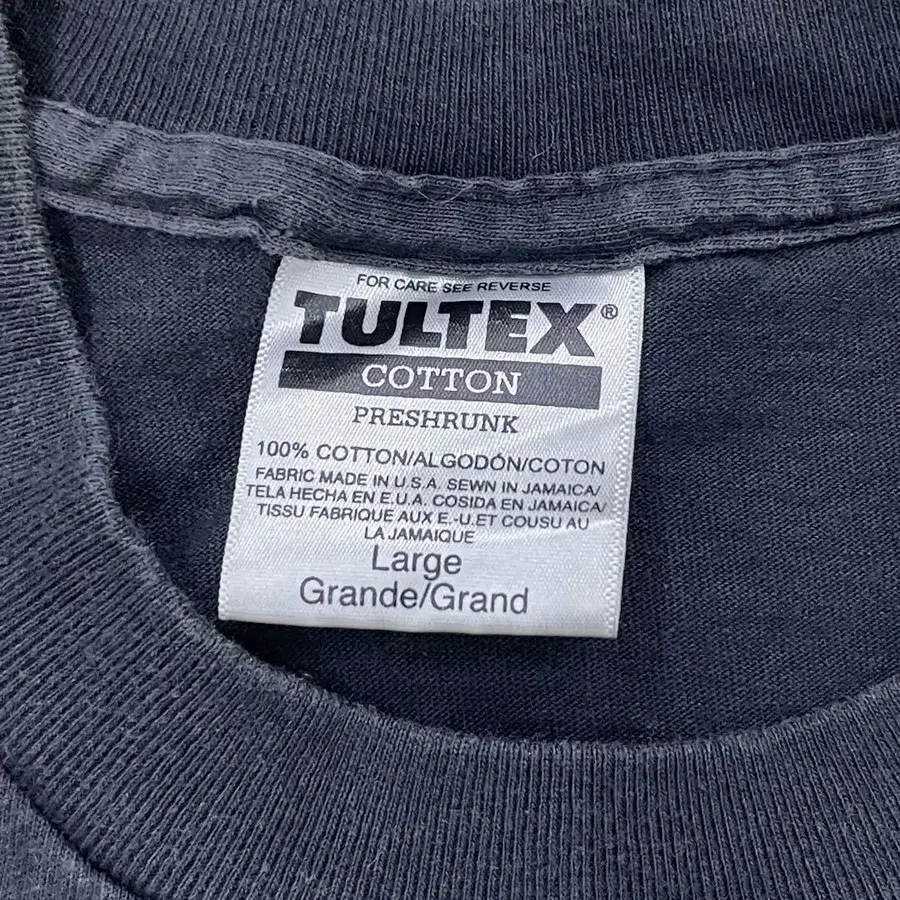 FOR CARE SEE REVERSE
TULTEX®
COTTON
PRESHRUNK
100% COTTON/ALGODÓN/COTON
FABRIC MADE IN U.S.A. SEWN IN JAMAICA/
TELA HECHA EN E.U.A. COSIDA EN JAMAICA/
TISSU FABRIQUE AUX E.-U.ET COUSU AU
LA JAMAIQUE
Large
Grande/Grand